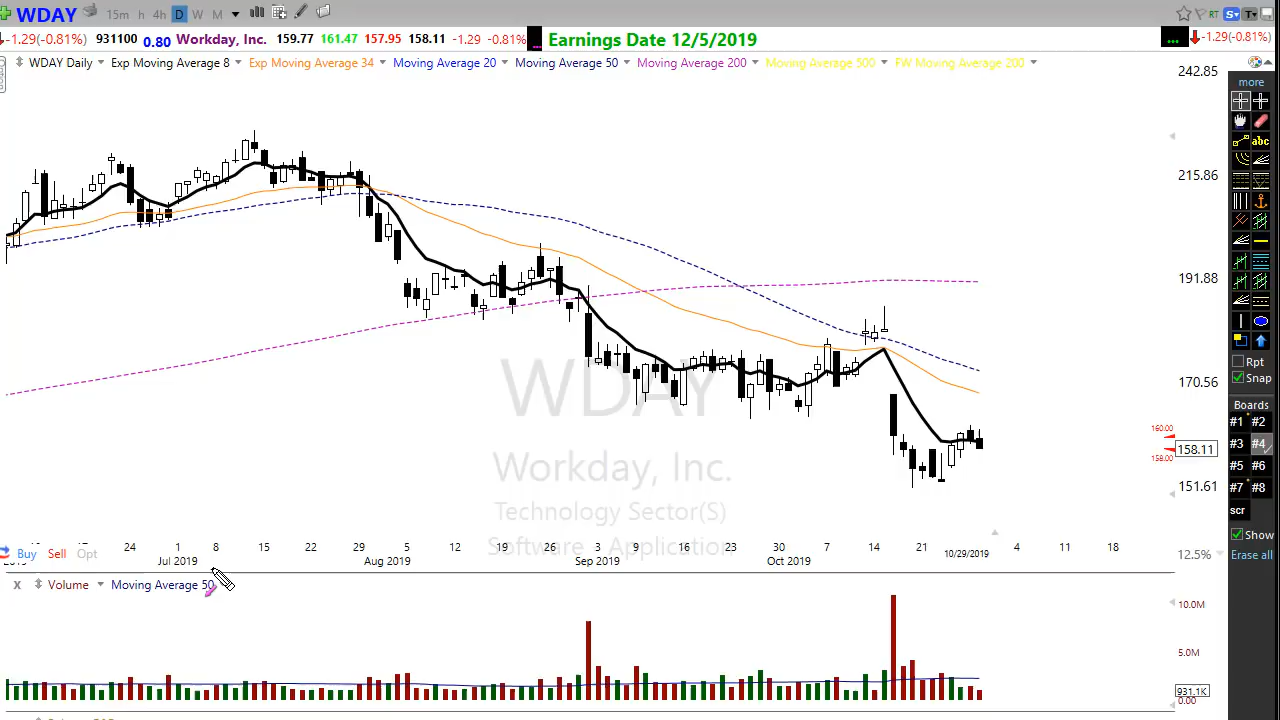 WDAY 15m h 4h D W M
-1.29(-0.81%) 931100 0.80 Workday, Inc. 159.77 161.47 157.95 158.11 -1.29 -0.81% ... Earnings Date 12/5/2019 ... -1.29(-0.81%)
WDAY Daily Exp Moving Average 8 Exp Moving Average 34 Moving Average 20 Moving Average 50 Moving Average 200 Moving Average 500 FW Moving Average 200
RT
S
T
242.85
more
abc
215.86
191.88
170.56
160.00
158.11
158.00
151.61
Rpt
Snap
Boards
#1 #2
#3 #4
#5 #6
#7 #8
scr
Show
Erase all
WDAY
Workday, Inc.
Technology Sector(S)
Software - Application
24 1 8 15 22 29 5 12 19 26 3 9 16 23 30 7 14 21 10/29/2019 4 11 18
Jul 2019 Aug 2019 Sep 2019 Oct 2019
Buy Sell Opt
12.5%
X Volume Moving Average 50
10.0M
5.0M
931.1K
0.00